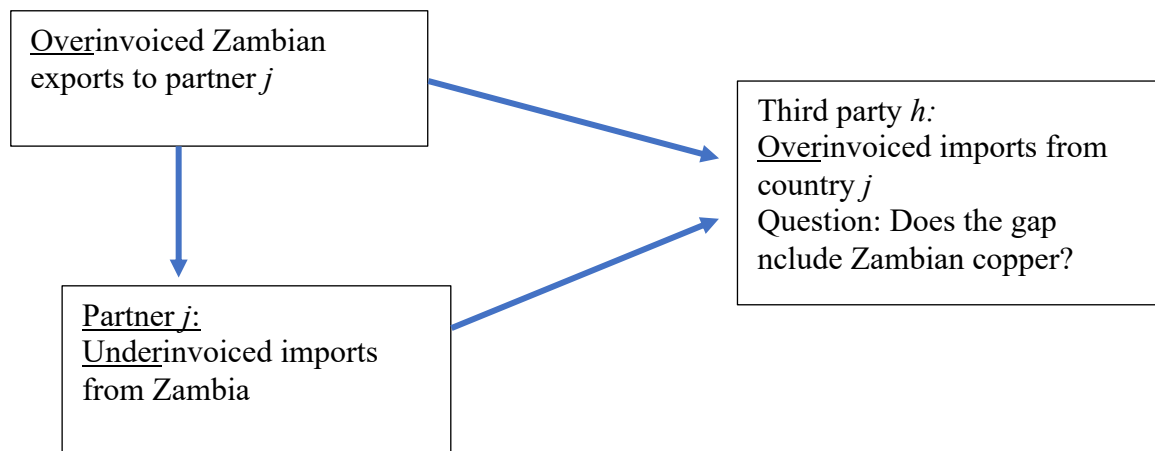 Overinvoiced Zambian
exports to partner j
Third party h:
Overinvoiced imports from
country j
Question: Does the gap
nclude Zambian copper?
Partner j:
Underinvoiced imports
from Zambia